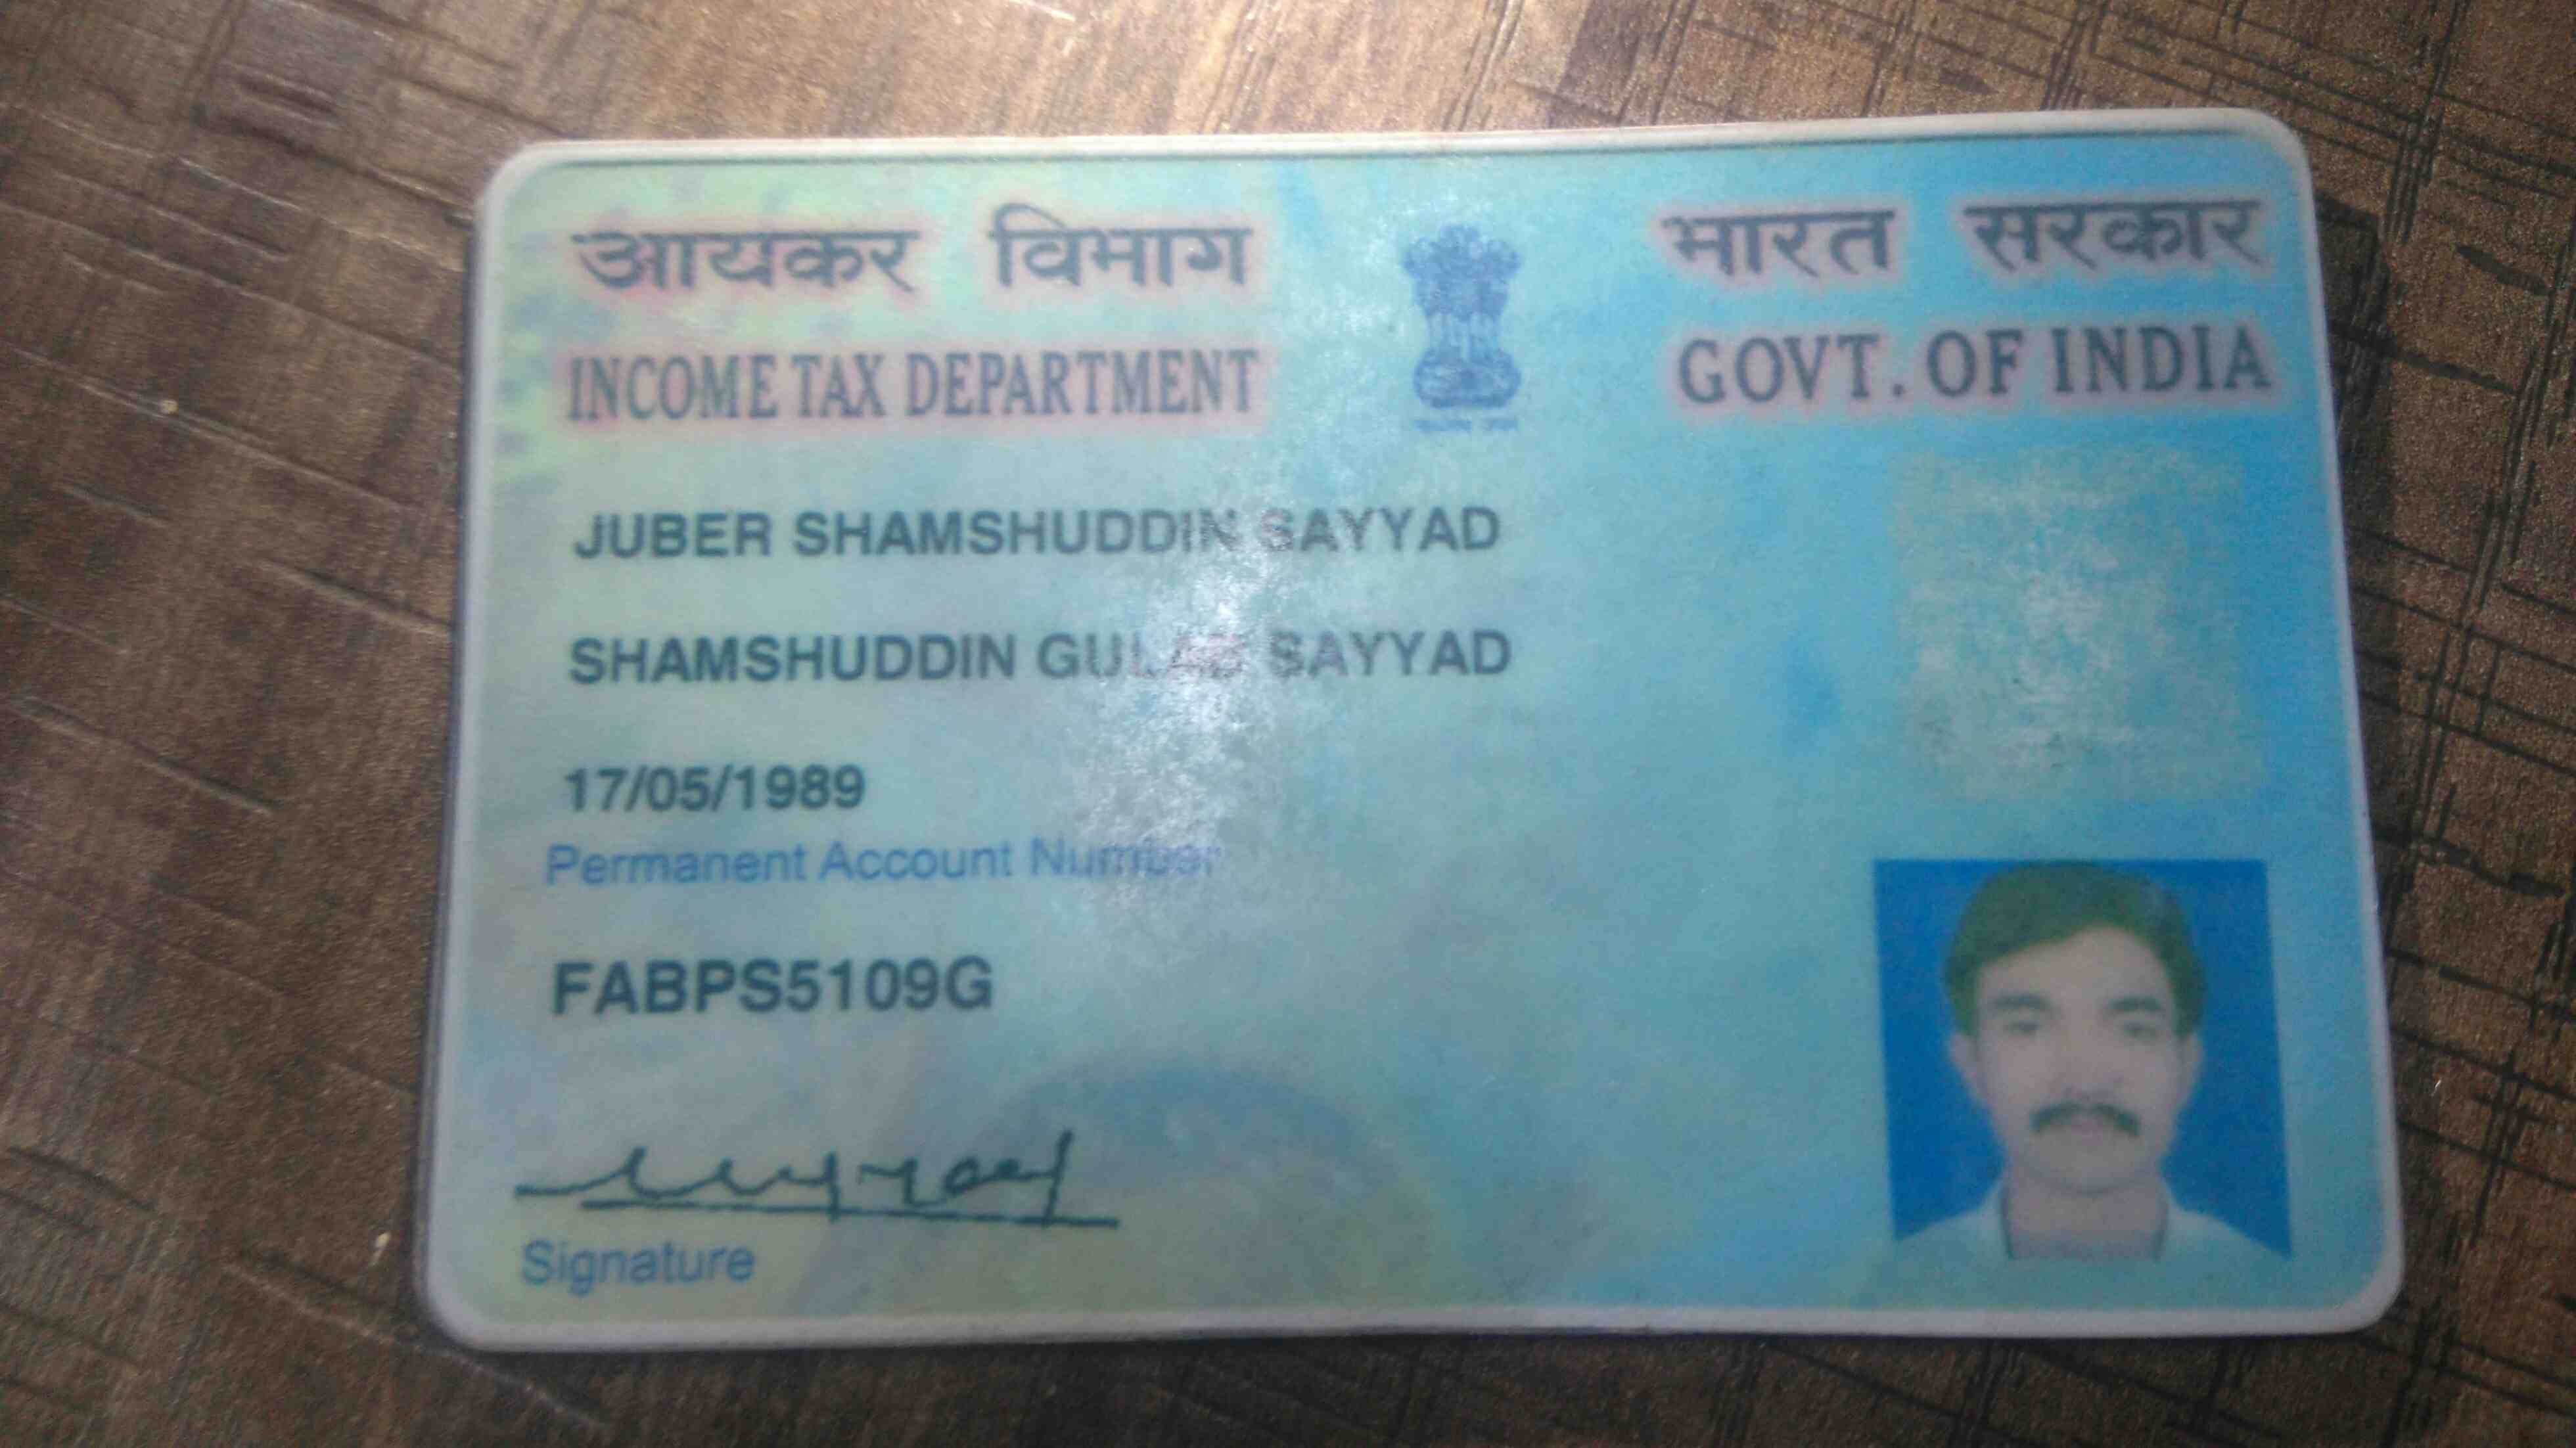 आयकर विभाग
INCOME TAX DEPARTMENT
भारत सरकार
GOVT. OF INDIA
JUBER SHAMSHUDDIN SAYYAD
SHAMSHUDDIN GULAB SAYYAD
17/05/1989
Permanent Account Number
FABPS5109G
Signature